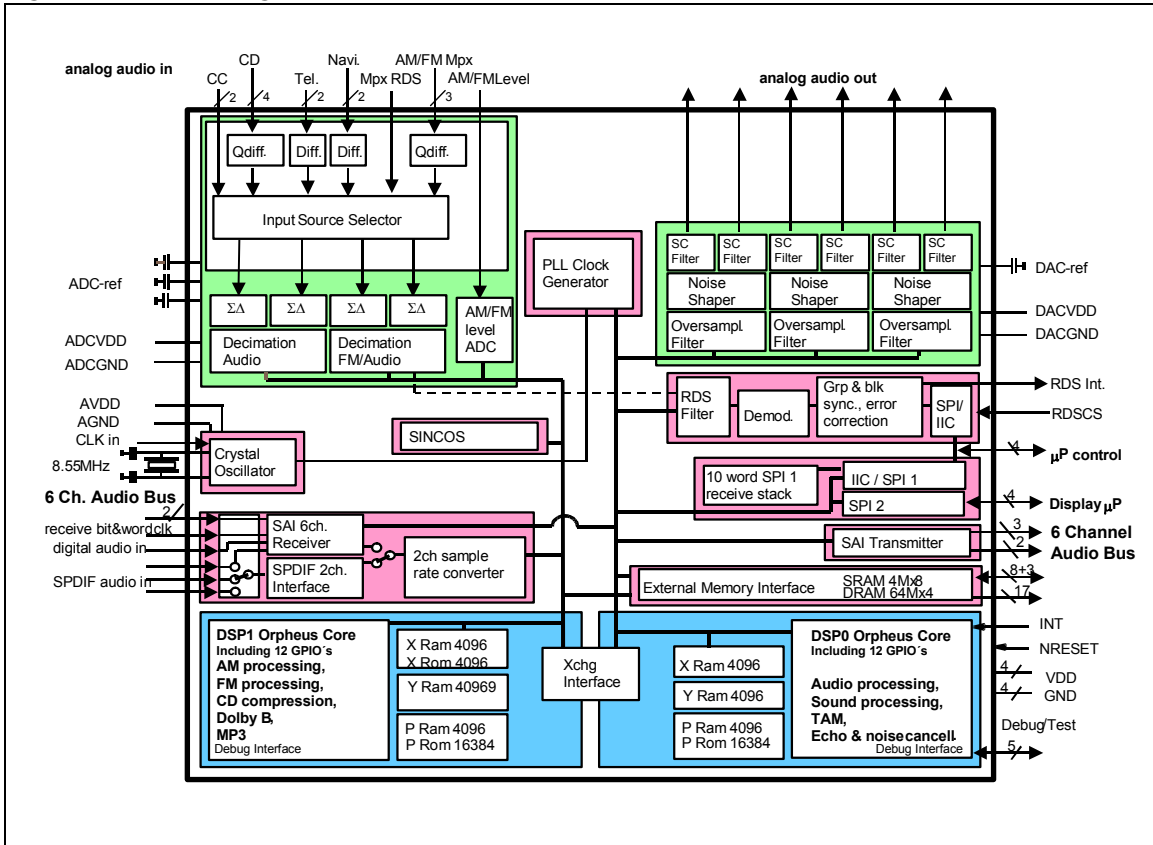 CD
Navi.
AM/FM Mpx
analog audio in
CC
Tel.
Mpx RDS
AM/FMLevel
analog audio out
2
4
2
2
3
Qdiff.
Diff.
Diff.
Qdiff.
Input Source Selector
ΣΔ
ΣΔ
ΣΔ
ΣΔ
AM/FM
level
ADC
Decimation
Audio
Decimation
FM/Audio
ADC-ref
ADCVDD
ADCGND
PLL Clock
Generator
SC
Filter
SC
Filter
SC
Filter
SC
Filter
SC
Filter
SC
Filter
Noise
Shaper
Noise
Shaper
Noise
Shaper
Oversampl.
Filter
Oversampl.
Filter
Oversampl.
Filter
DAC-ref
DACVDD
DACGND
AVDD
AGND
CLK in
8.55MHz
Crystal
Oscillator
SINCOS
RDS
Filter
Demod.
Grp & blk
sync., error
correction
SPI/
IIC
RDS Int.
RDSCS
4
µP control
10 word SPI 1
receive stack
IIC / SPI 1
SPI 2
4
Display µP
6 Ch. Audio Bus
2
receive bit&word clk
digital audio in
SPDIF audio in
SAI 6ch.
Receiver
SPDIF 2ch.
Interface
2ch sample
rate converter
SAI Transmitter
3
6 Channel
2
Audio Bus
External Memory Interface
SRAM 4Mx8
DRAM 64Mx4
8+3
17
DSP1 Orpheus Core
Including 12 GPIO´s
AM processing,
FM processing,
CD compression,
Dolby B,
MP3
Debug Interface
X Ram 4096
X Rom 4096
Y Ram 40969
P Ram 4096
P Rom 16384
Xchg
Interface
X Ram 4096
Y Ram 4096
P Ram 4096
P Rom 16384
DSP0 Orpheus Core
Including 12 GPIO´s
Audio processing,
Sound processing,
TAM,
Echo & noise cancell.
Debug Interface
INT
NRESET
4
VDD
4
GND
Debug/Test
5